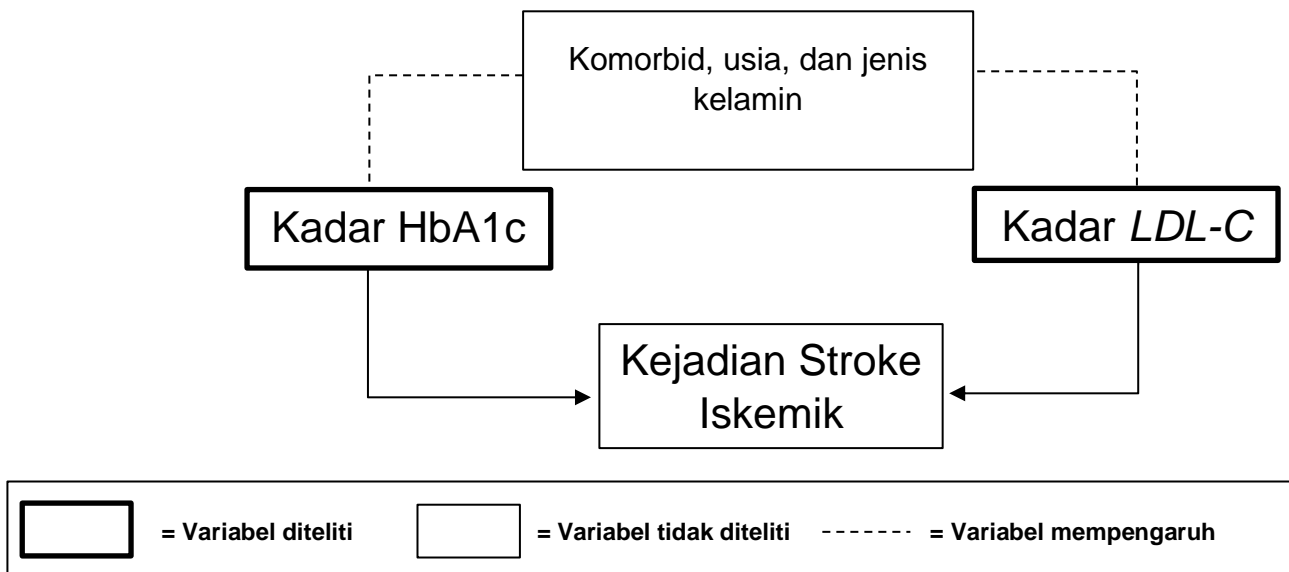 Komorbid, usia, dan jenis
kelamin
Kadar HbA1c
Kadar LDL-C
Kejadian Stroke
Iskemik
= Variabel diteliti
= Variabel tidak diteliti
= Variabel mempengaruh